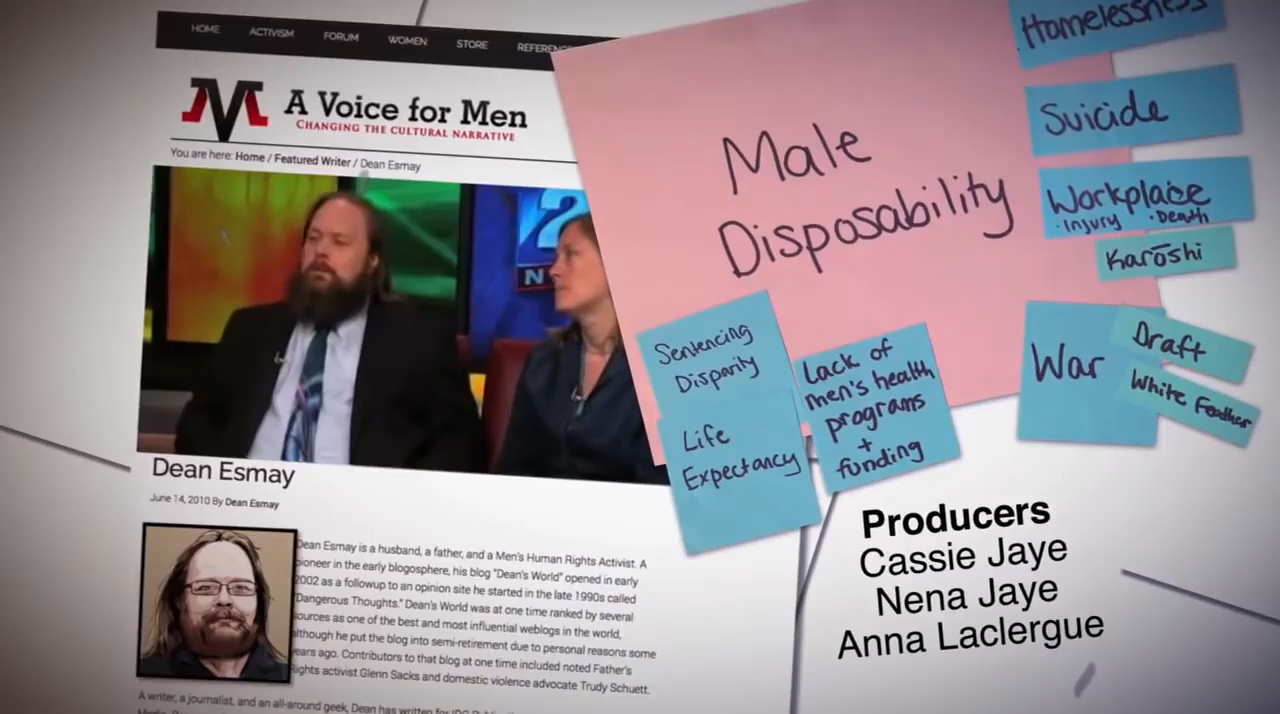 HOME ACTIVISM FORUM WOMEN STORE
A Voice for Men
CHANGING THE CULTURAL NARRATIVE
You are here: Home / Featured Writer / Dean Esmay
2
N
Dean Esmay
June 14, 2010 By Dean Esmay
Dean Esmay is a husband, a father, and a Men's Human Rights Activist. A
pioneer in the early blogosphere, his blog "Dean's World" opened in early
2002 as a followup to an opinion site he started in the late 1990s called
"Dangerous Thoughts." Dean's World was at one time ranked by several
sources as one of the best and most influential weblogs in the world,
although he put the blog into semi-retirement due to personal reasons some
years ago. Contributors to that blog at one time included noted Father's
Rights activist Glenn Sacks and domestic violence advocate Trudy Schuett.
A writer, a journalist, and an all-around geek, Dean has written for
Male
Disposability
Homelessness
Suicide
Workplace
·Injury ·Death
Karōshi
War
Draft
White Feather
Sentencing
Disparity
Life
Expectancy
Lack of
men's health
programs
+
funding
Producers
Cassie Jaye
Nena Jaye
Anna Laclergue